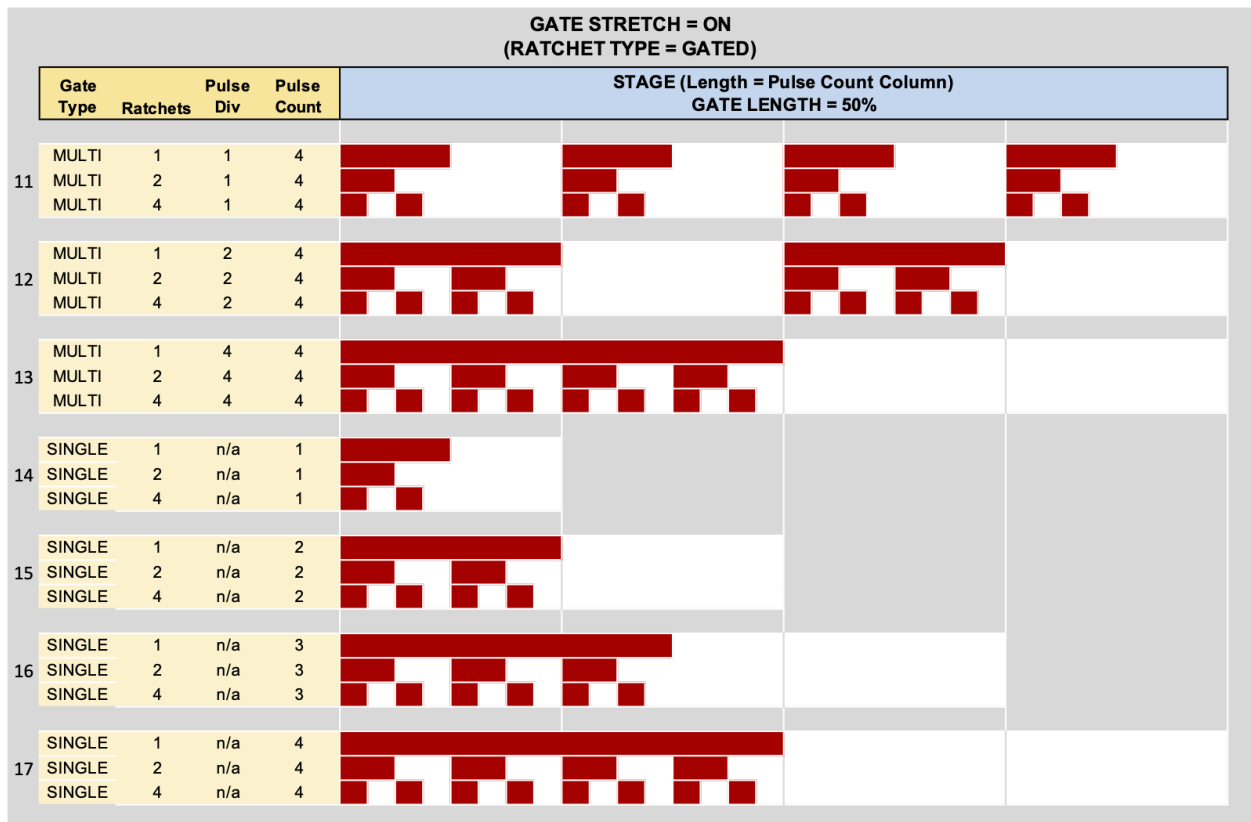 GATE STRETCH = ON
(RATCHET TYPE = GATED)
Gate Type Ratchets Pulse Div Pulse Count
STAGE (Length = Pulse Count Column)
GATE LENGTH = 50%
MULTI 1 1 4
11 MULTI 2 1 4
MULTI 4 1 4
MULTI 1 2 4
12 MULTI 2 2 4
MULTI 4 2 4
MULTI 1 4 4
13 MULTI 2 4 4
MULTI 4 4 4
SINGLE 1 n/a 1
14 SINGLE 2 n/a 1
SINGLE 4 n/a 1
SINGLE 1 n/a 2
15 SINGLE 2 n/a 2
SINGLE 4 n/a 2
SINGLE 1 n/a 3
16 SINGLE 2 n/a 3
SINGLE 4 n/a 3
SINGLE 1 n/a 4
17 SINGLE 2 n/a 4
SINGLE 4 n/a 4